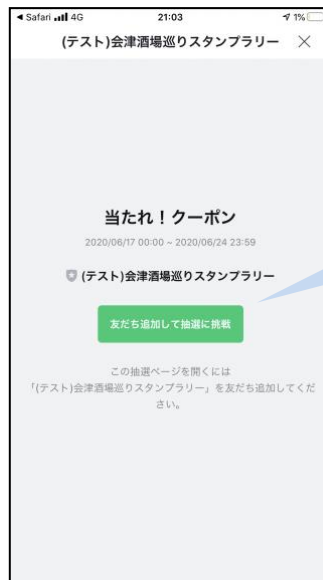 Safari 4G 21:03 1%
(テスト)会津酒場巡りスタンプラリー ×
当たれ！クーポン
2020/06/17 00:00 ~ 2020/06/24 23:59
(テスト)会津酒場巡りスタンプラリー
友だち追加して抽選に挑戦
この抽選ページを開くには
「(テスト)会津酒場巡りスタンプラリー」を友だち追加してくだ
さい。